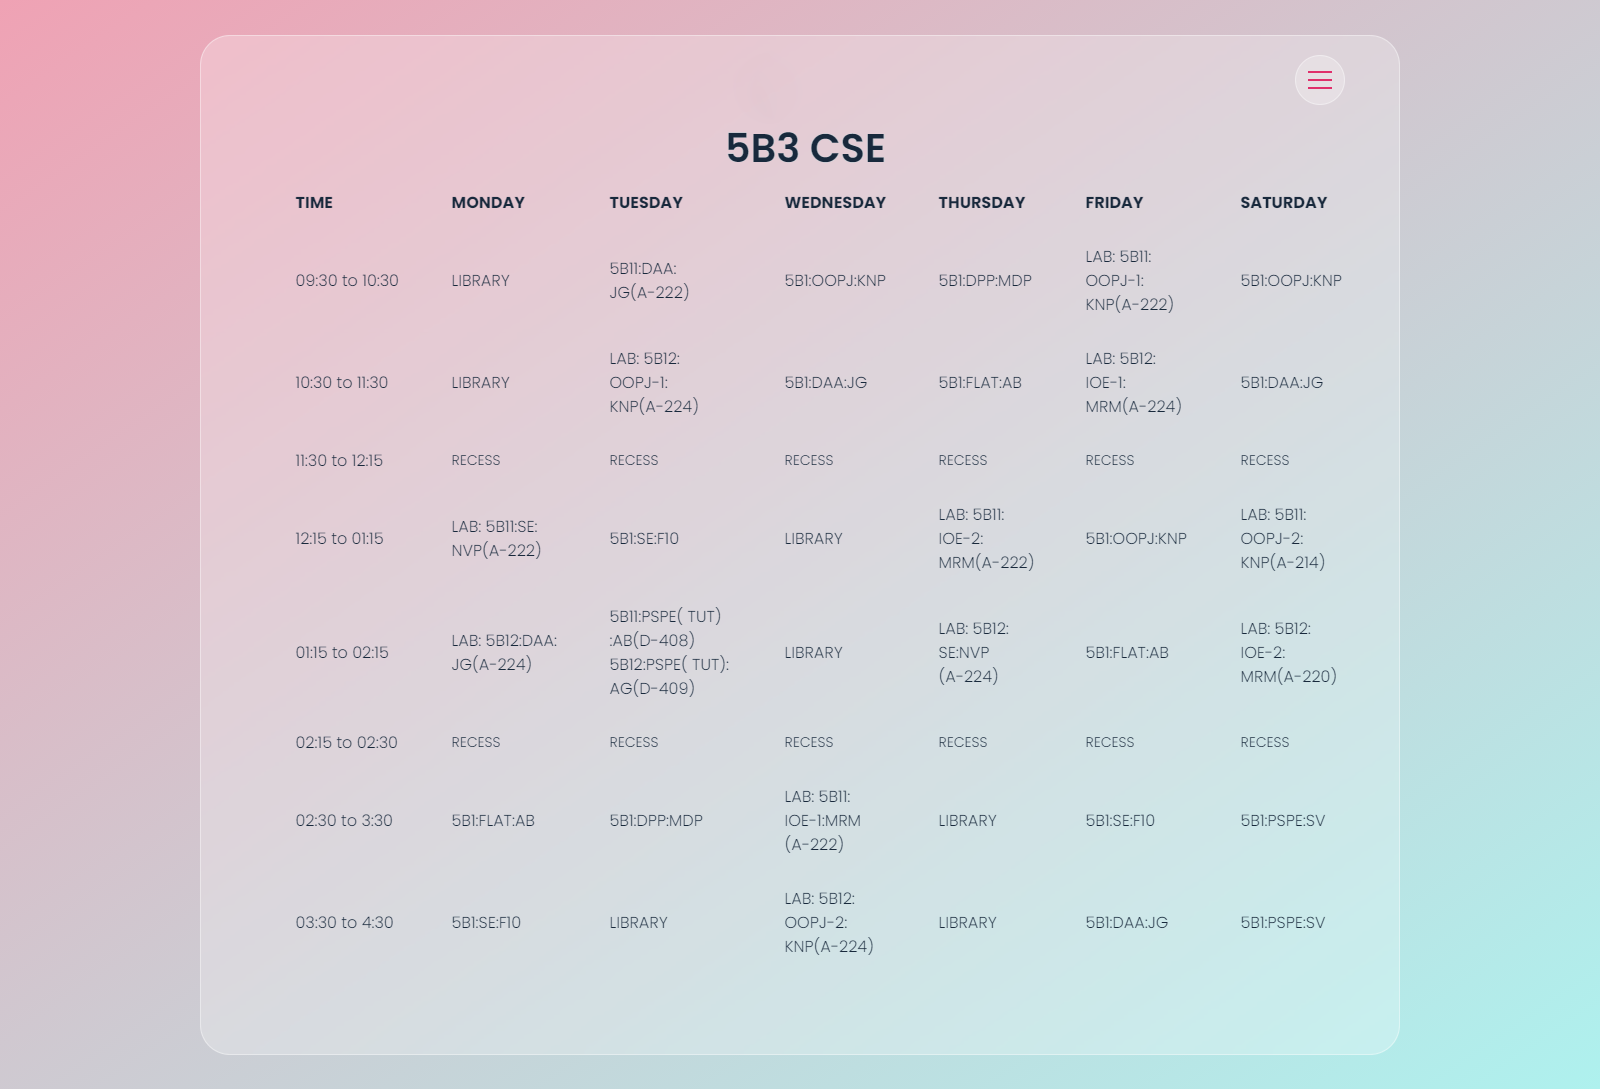 5B3 CSE
TIME MONDAY TUESDAY WEDNESDAY THURSDAY FRIDAY SATURDAY
09:30 to 10:30 LIBRARY 5B11:DAA: JG(A-222) 5B1:OOPJ:KNP 5B1:DPP:MDP LAB: 5B11: OOPJ-1: KNP(A-222) 5B1:OOPJ:KNP
10:30 to 11:30 LIBRARY LAB: 5B12: OOPJ-1: KNP(A-224) 5B1:DAA:JG 5B1:FLAT:AB LAB: 5B12: IOE-1: MRM(A-224) 5B1:DAA:JG
11:30 to 12:15 RECESS RECESS RECESS RECESS RECESS RECESS
12:15 to 01:15 LAB: 5B11:SE: NVP(A-222) 5B1:SE:F10 LIBRARY LAB: 5B11: IOE-2: MRM(A-222) 5B1:OOPJ:KNP LAB: 5B11: OOPJ-2: KNP(A-214)
01:15 to 02:15 LAB: 5B12:DAA: JG(A-224) 5B11:PSPE( TUT) :AB(D-408) 5B12:PSPE( TUT): AG(D-409) LIBRARY LAB: 5B12: SE:NVP (A-224) 5B1:FLAT:AB LAB: 5B12: IOE-2: MRM(A-220)
02:15 to 02:30 RECESS RECESS RECESS RECESS RECESS RECESS
02:30 to 3:30 5B1:FLAT:AB 5B1:DPP:MDP LAB: 5B11: IOE-1:MRM (A-222) LIBRARY 5B1:SE:F10 5B1:PSPE:SV
03:30 to 4:30 5B1:SE:F10 LIBRARY LAB: 5B12: OOPJ-2: KNP(A-224) LIBRARY 5B1:DAA:JG 5B1:PSPE:SV